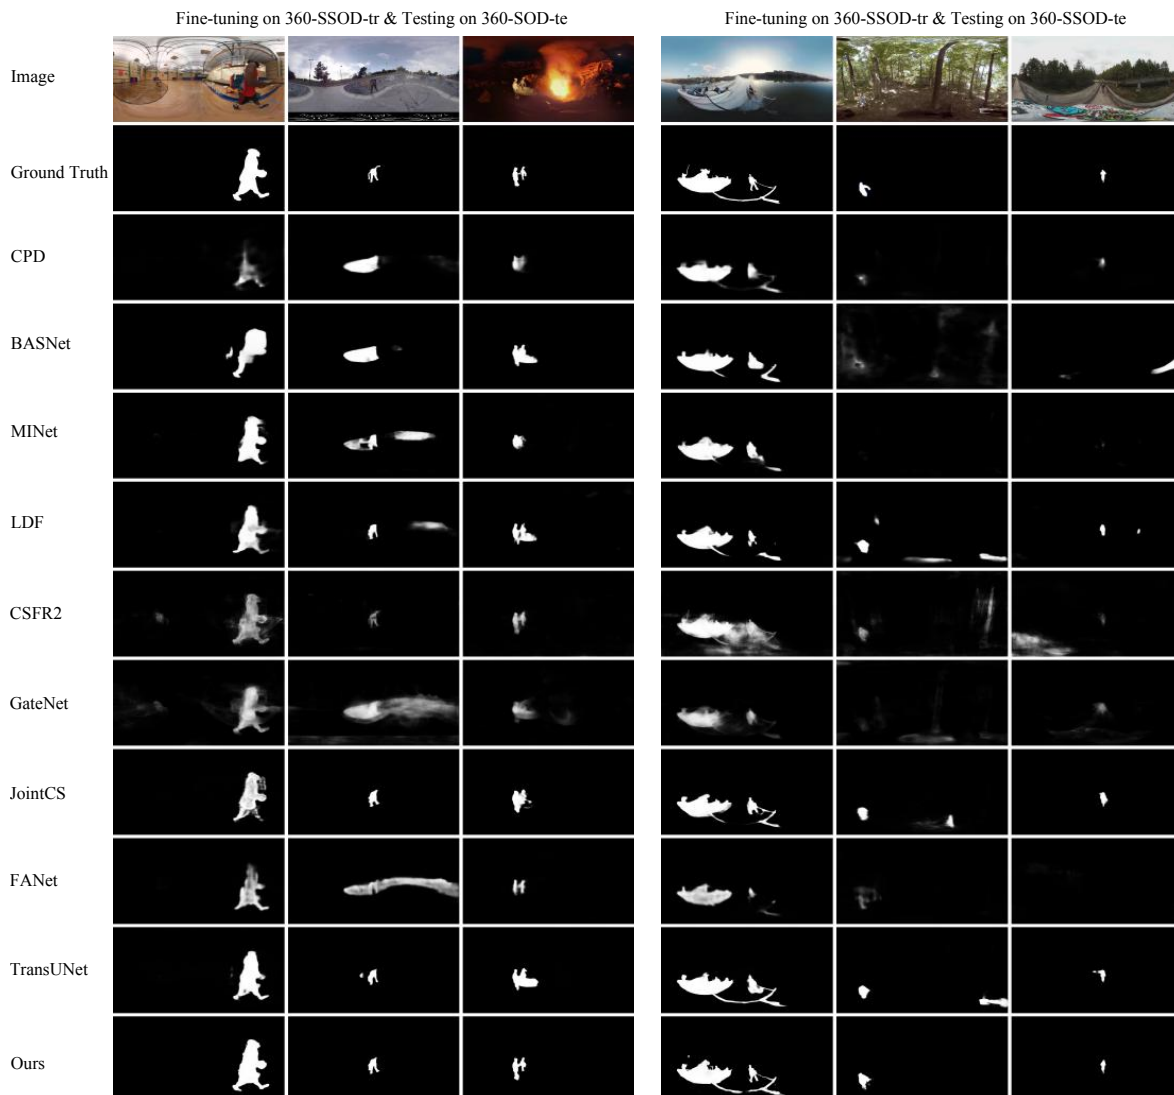 Fine-tuning on 360-SSOD-tr & Testing on 360-SOD-te
Fine-tuning on 360-SSOD-tr & Testing on 360-SSOD-te
Image
Ground Truth
CPD
BASNet
MINet
LDF
CSFR2
GateNet
JointCS
FANet
TransUNet
Ours